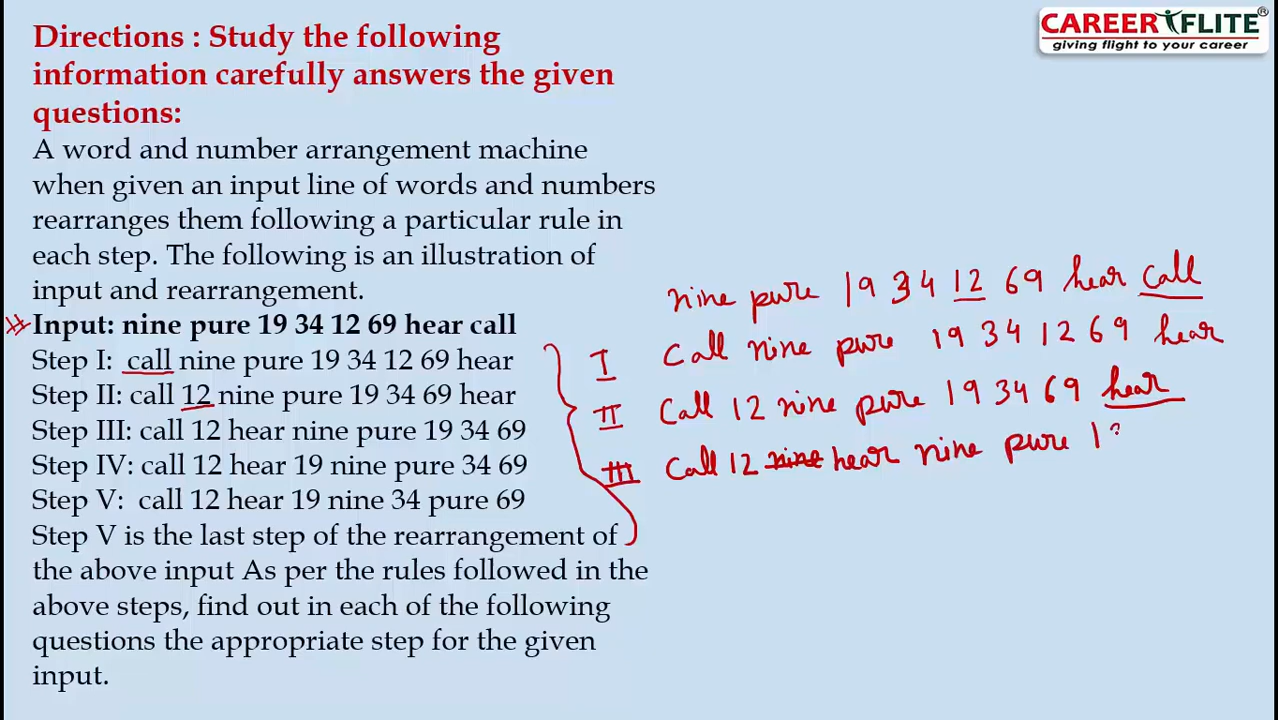 Directions : Study the following
information carefully answers the given
questions:
A word and number arrangement machine
when given an input line of words and numbers
rearranges them following a particular rule in
each step. The following is an illustration of
input and rearrangement.
Input: nine pure 19 34 12 69 hear call
Step I: call nine pure 19 34 12 69 hear
Step II: call 12 nine pure 19 34 69 hear
Step III: call 12 hear nine pure 19 34 69
Step IV: call 12 hear 19 nine pure 34 69
Step V: call 12 hear 19 nine 34 pure 69
Step V is the last step of the rearrangement of
the above input As per the rules followed in the
above steps, find out in each of the following
questions the appropriate step for the given
input.
CAREER FLITE
giving flight to your career
nine pure 19 34 12 69 hear call
I call nine pure 19 34 12 69 hear
II call 12 nine pure 19 34 69 hear
III call 12 nine hear nine pure 1